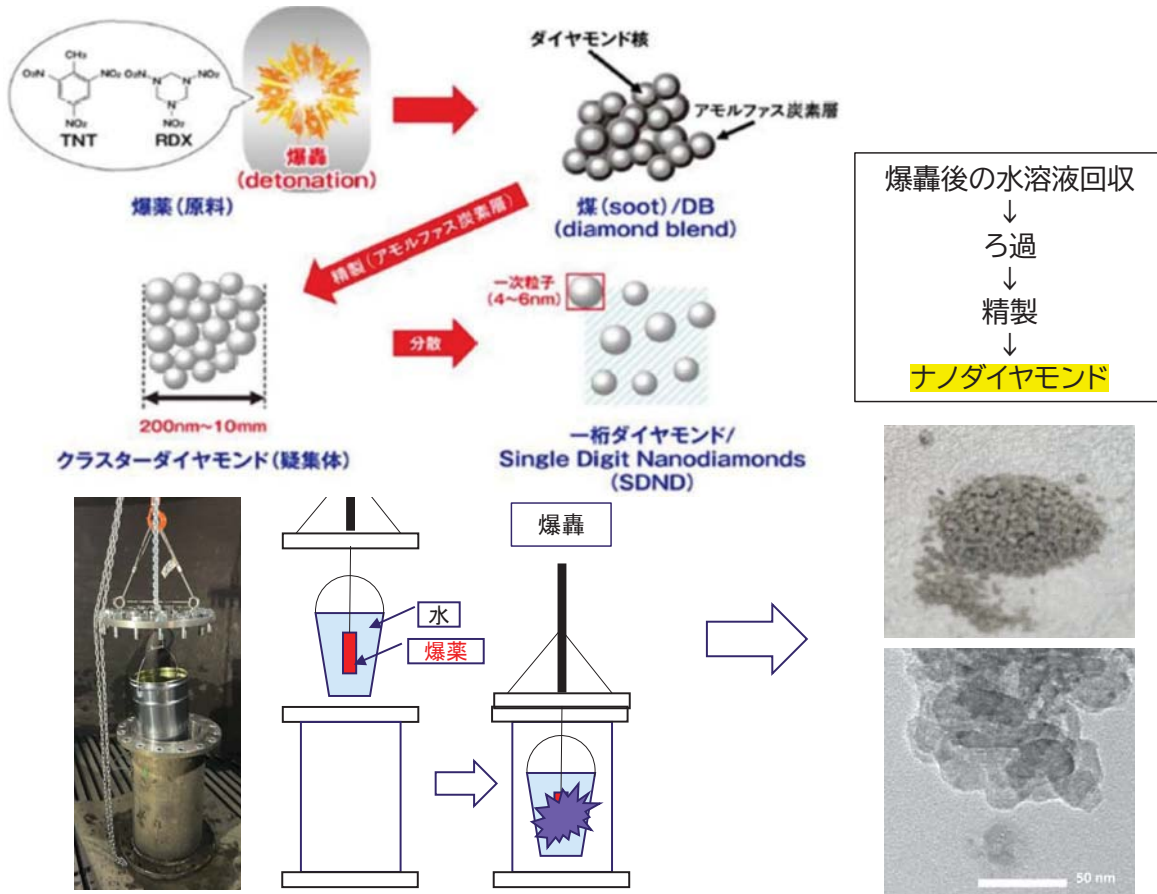 CH₃
O₂N
NO₂
NO₂
TNT
O₂N
NO₂
NO₂
RDX
爆轟
(detonation)
爆薬(原料)
ダイヤモンド核
アモルファス炭素層
煤(soot)/DB
(diamond blend)
精製(アモルファス炭素層)
200nm~10mm
クラスターダイヤモンド(疑集体)
分散
一次粒子
(4~6nm)
一桁ダイヤモンド/
Single Digit Nanodiamonds
(SDND)
爆轟後の水溶液回収
↓
ろ過
↓
精製
↓
ナノダイヤモンド
水
爆薬
爆轟
50 nm